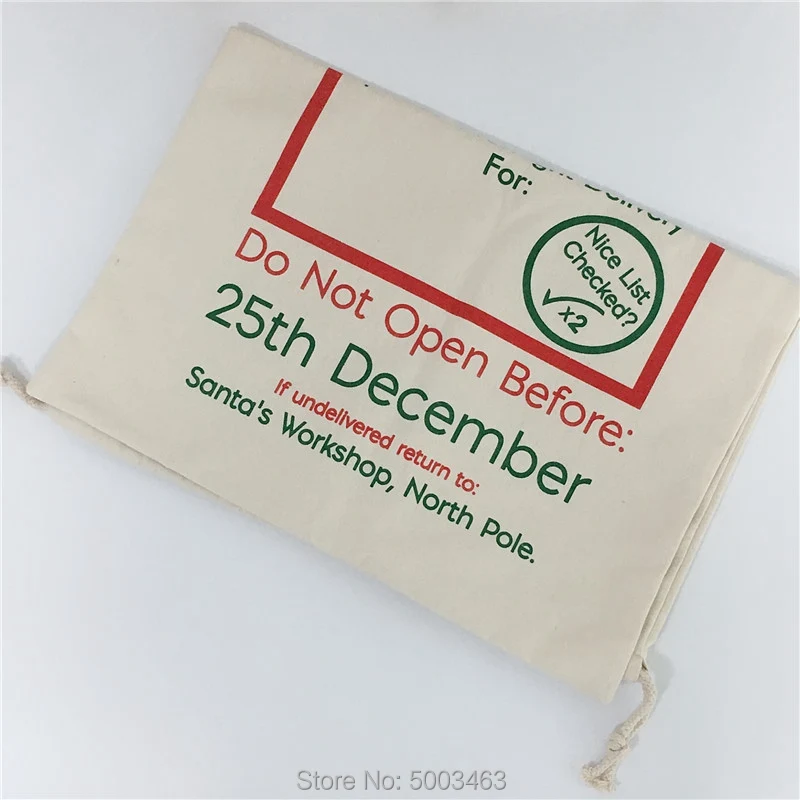 Delivery
For:
Nice List
Checked?
x2
Do Not Open Before:
25th December
If undelivered return to:
Santa's Workshop, North Pole.
Store No: 5003463